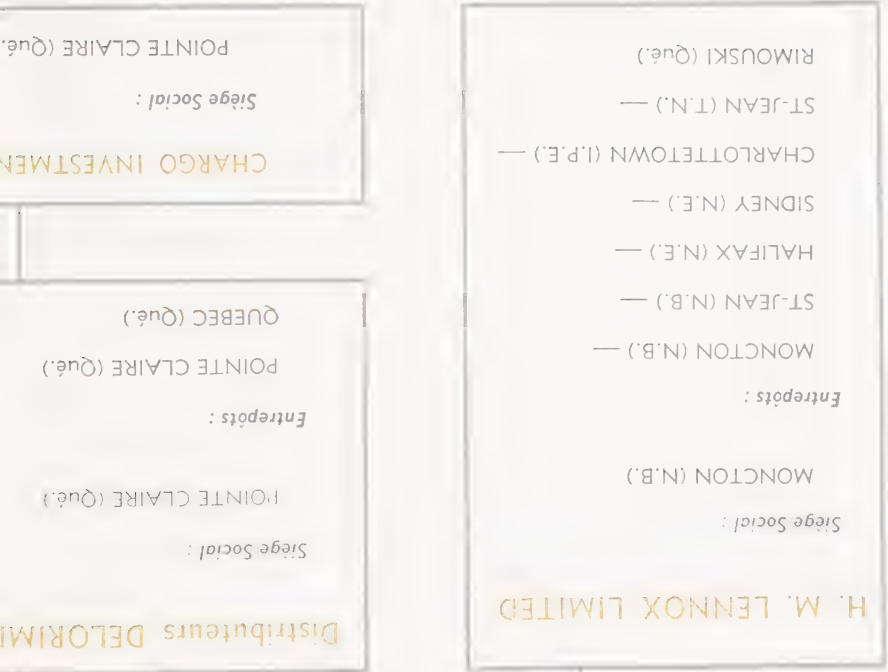 H. M. LENNOX LIMITED
Siège Social :
MONCTON (N.B.)
Entrepôts :
MONCTON (N.B.) —
ST-JEAN (N.B.) —
HALIFAX (N.E.) —
SIDNEY (N.E.) —
CHARLOTTETOWN (I.P.E.) —
ST-JEAN (T.N.) —
RIMOUSKI (Qué.)
Distributeurs DELORIMI
Siège Social :
POINTE CLAIRE (Qué.)
Entrepôts :
POINTE CLAIRE (Qué.)
QUEBEC (Qué.)
CHARGO INVESTMEN
Siège Social :
POINTE CLAIRE (Qué.